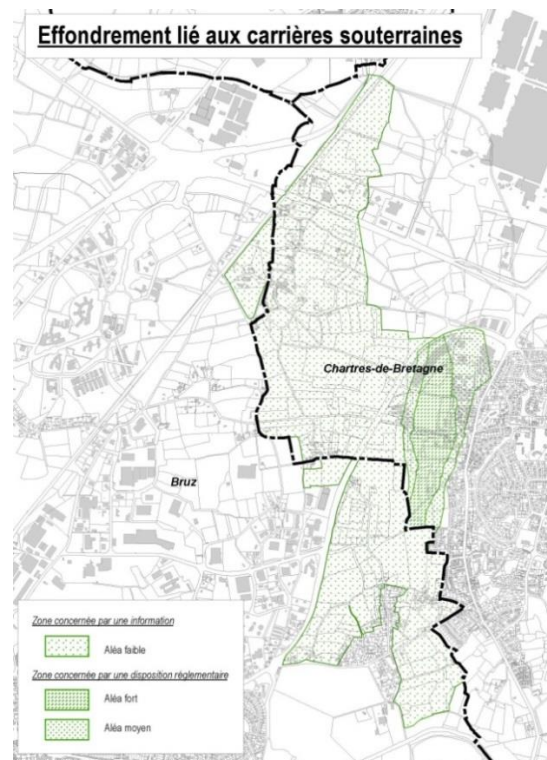 Effondrement lié aux carrières souterraines
Chartres-de-Bretagne
Bruz
Zone concernée par une information
Aléa faible
Zone concernée par une disposition réglementaire
Aléa fort
Aléa moyen